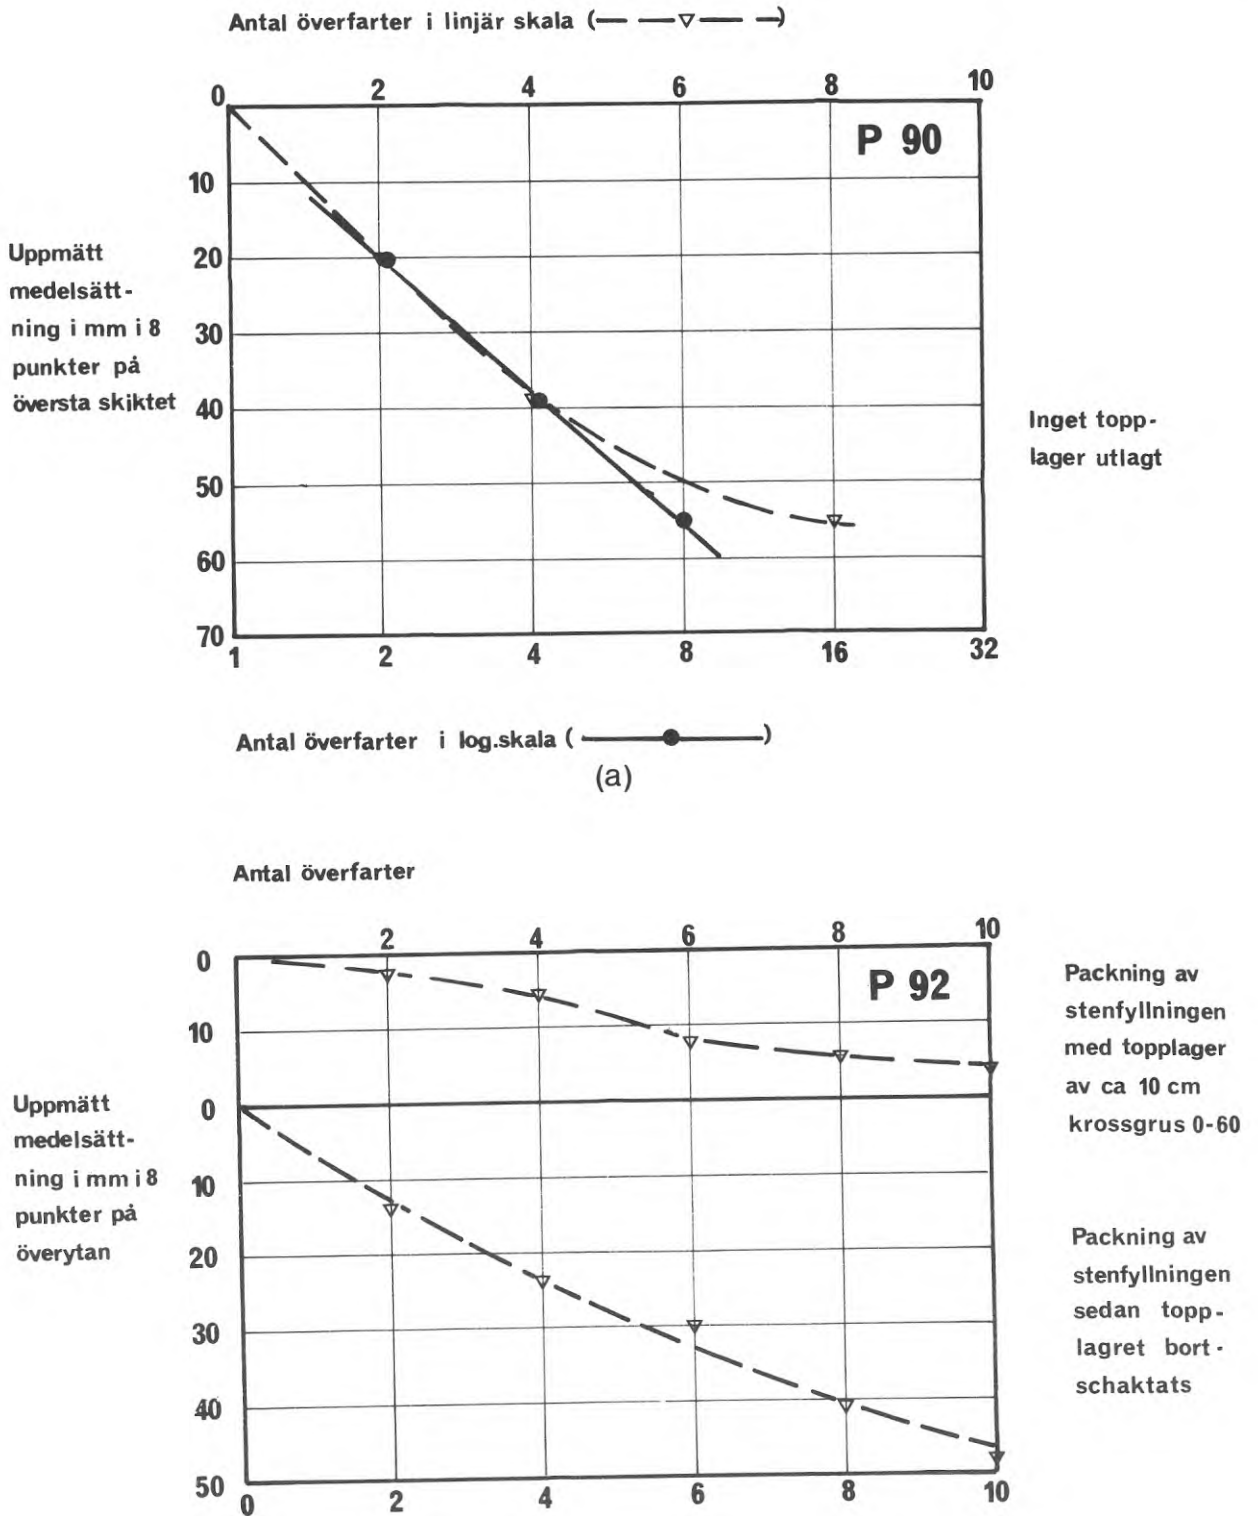 Antal överfarter i linjär skala (— —▽— —)
0 2 4 6 8 10
P 90
10
20
30
40
50
60
70
Uppmätt
medelsätt-
ning i mm i 8
punkter på
översta skiktet
Inget topp-
lager utlagt
1 2 4 8 16 32
Antal överfarter i log.skala (—●—)
(a)
Antal överfarter
2 4 6 8 10
0
P 92
10
0
10
20
30
40
50
Uppmätt
medelsätt-
ning i mm i 8
punkter på
överytan
Packning av
stenfyllningen
med topplager
av ca 10 cm
krossgrus 0-60
Packning av
stenfyllningen
sedan topp-
lagret bort-
schaktats
0 2 4 6 8 10